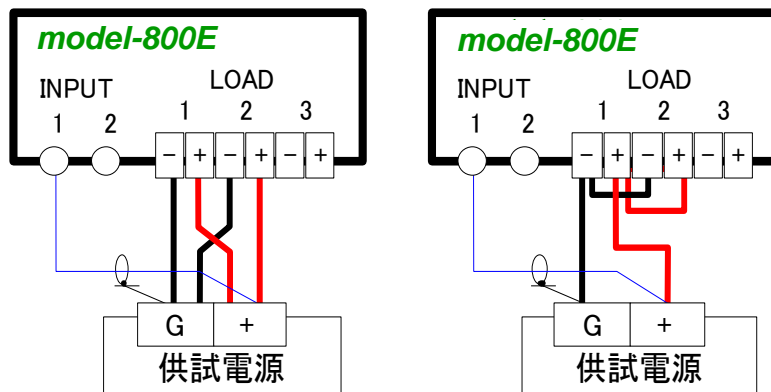 model-800E
INPUT
LOAD
1 2
1 2 3
− + − + − +
G +
供試電源
model-800E
INPUT
LOAD
1 2
1 2 3
− + − + − +
G +
供試電源